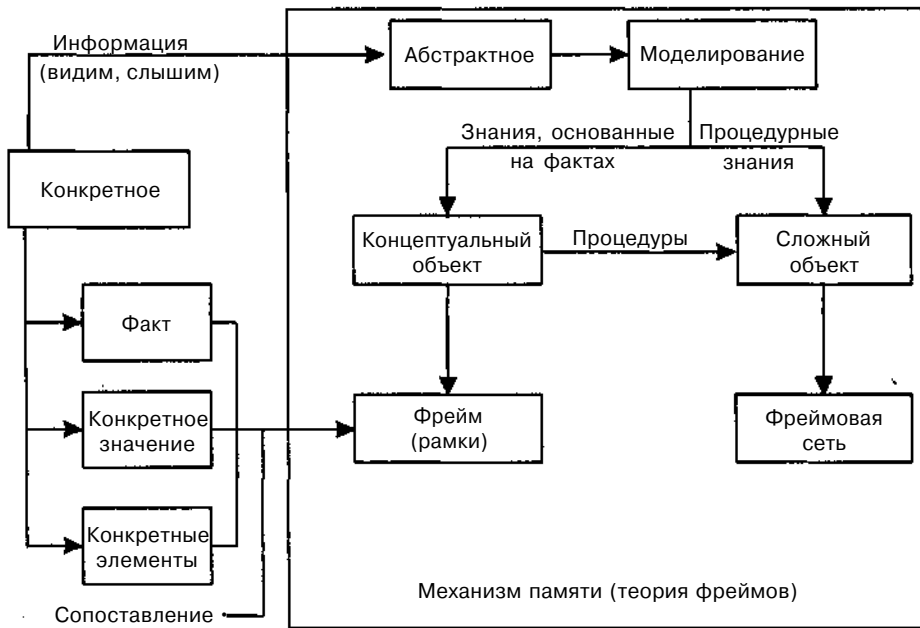 Информация
(видим, слышим)
Абстрактное
Моделирование
Знания, основанные
на фактах
Процедурные
знания
Конкретное
Концептуальный
объект
Процедуры
Сложный
объект
Факт
Конкретное
значение
Фрейм
(рамки)
Фреймовая
сеть
Конкретные
элементы
Сопоставление
Механизм памяти (теория фреймов)